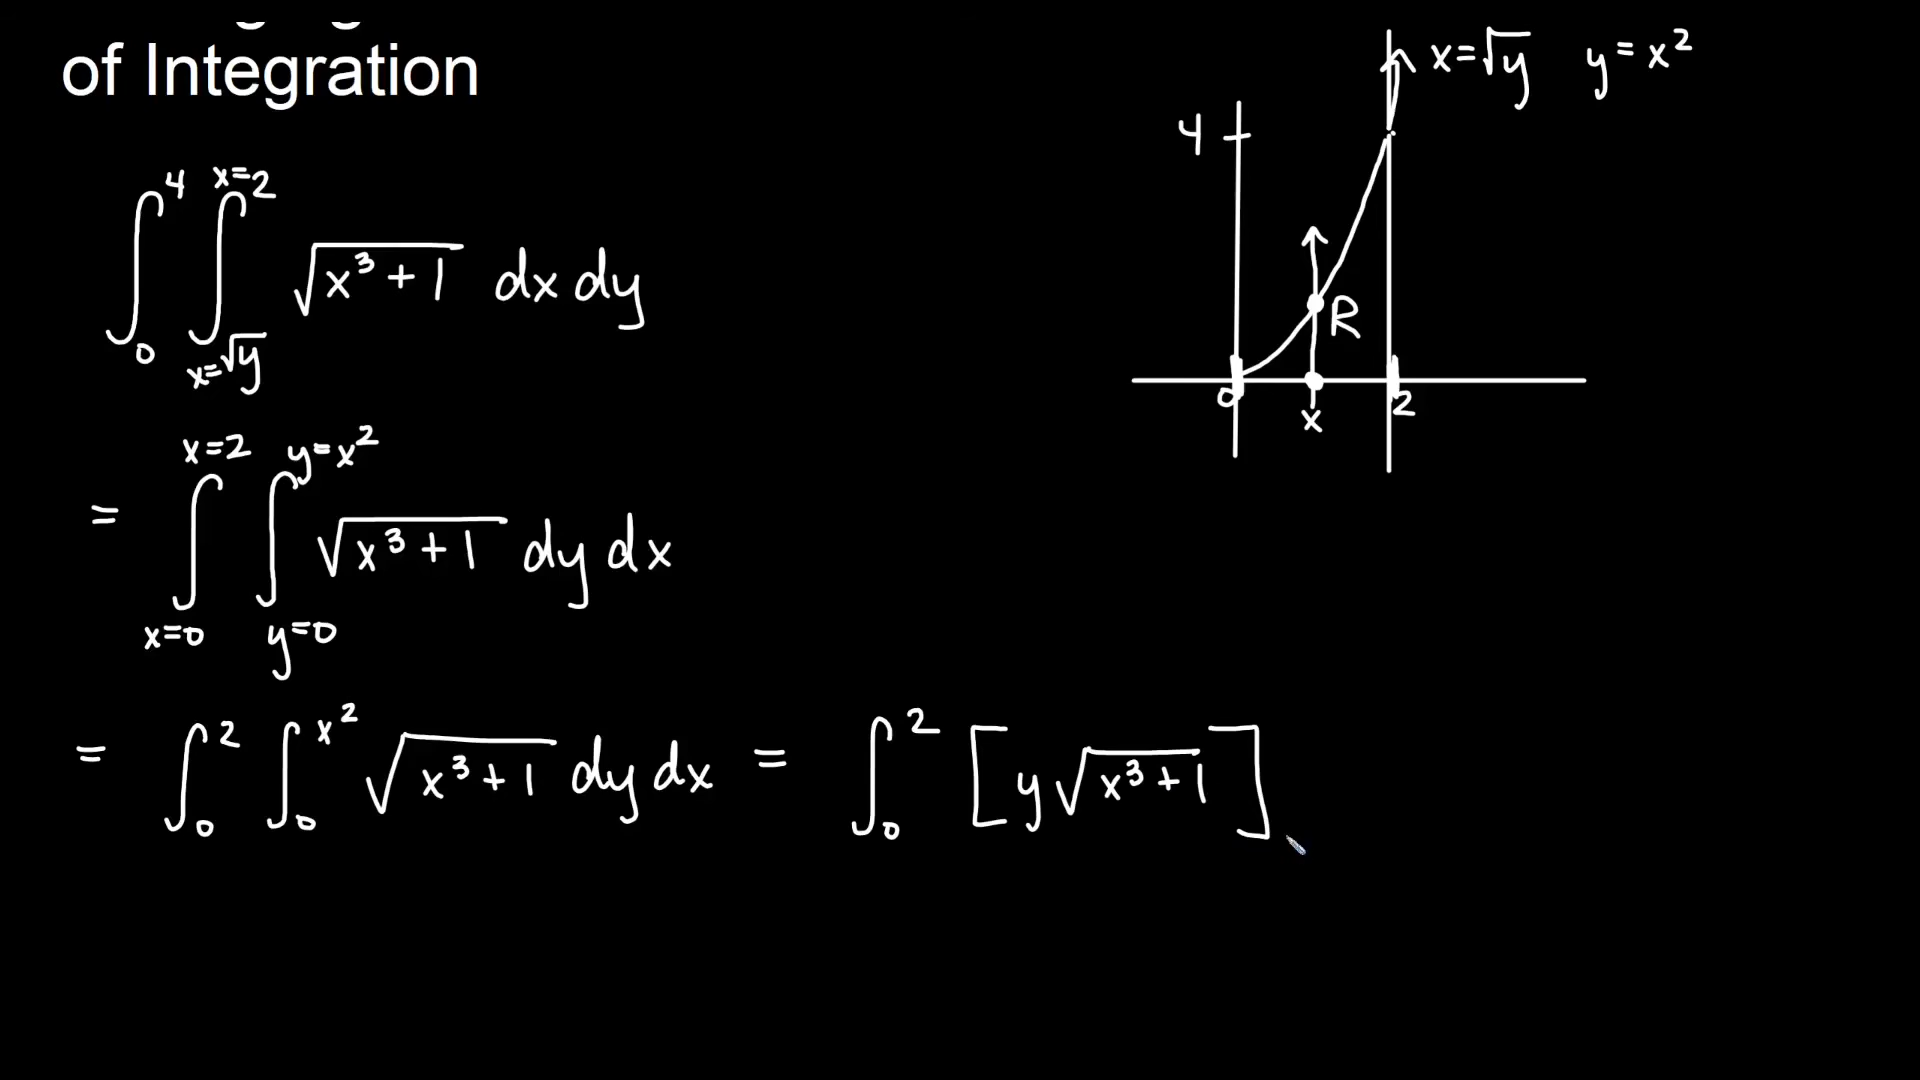 of Integration
∫₀⁴ ∫_{x=√y}^{x=2} √(x³+1) dx dy
= ∫_{x=0}^{x=2} ∫_{y=0}^{y=x²} √(x³+1) dy dx
= ∫₀² ∫₀^{x²} √(x³+1) dy dx = ∫₀² [y√(x³+1)]
x=√y y=x²
4
R
0 x 2